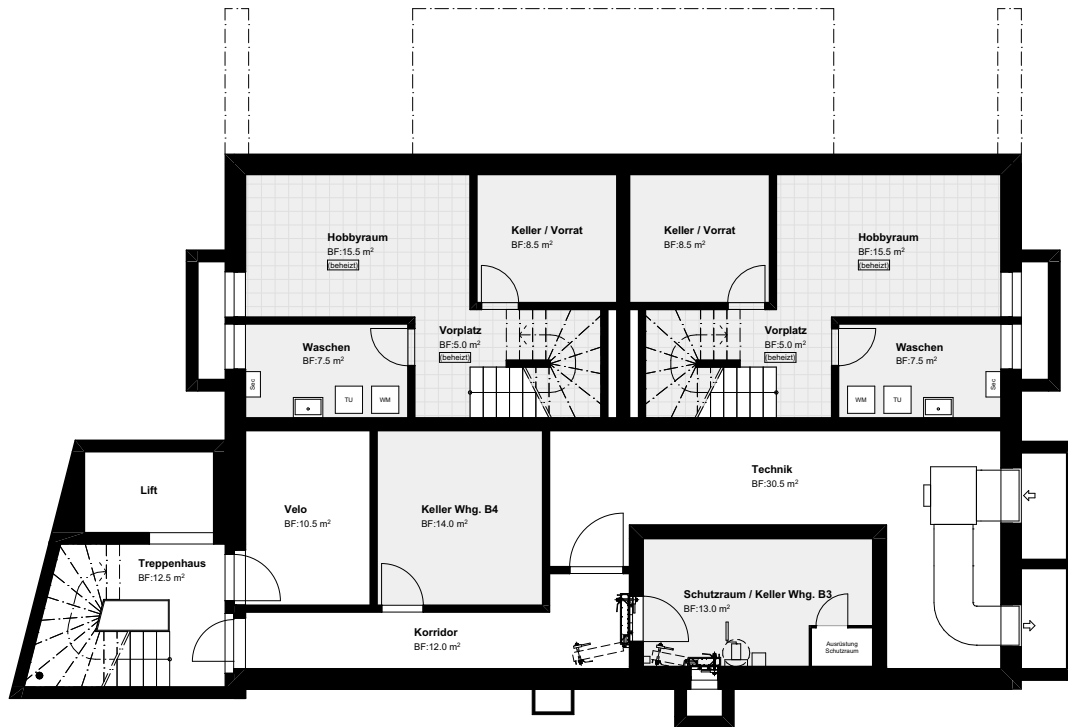 Hobbyraum
BF:15.5 m²
(beheizt)
Keller / Vorrat
BF:8.5 m²
Keller / Vorrat
BF:8.5 m²
Hobbyraum
BF:15.5 m²
(beheizt)
Waschen
BF:7.5 m²
Vorplatz
BF:5.0 m²
(beheizt)
Vorplatz
BF:5.0 m²
(beheizt)
Waschen
BF:7.5 m²
Sec
TU
WM
WM
TU
Sec
Lift
Velo
BF:10.5 m²
Keller Whg. B4
BF:14.0 m²
Technik
BF:30.5 m²
Treppenhaus
BF:12.5 m²
Schutzraum / Keller Whg. B3
BF:13.0 m²
Korridor
BF:12.0 m²
Ausrüstung
Schutzraum